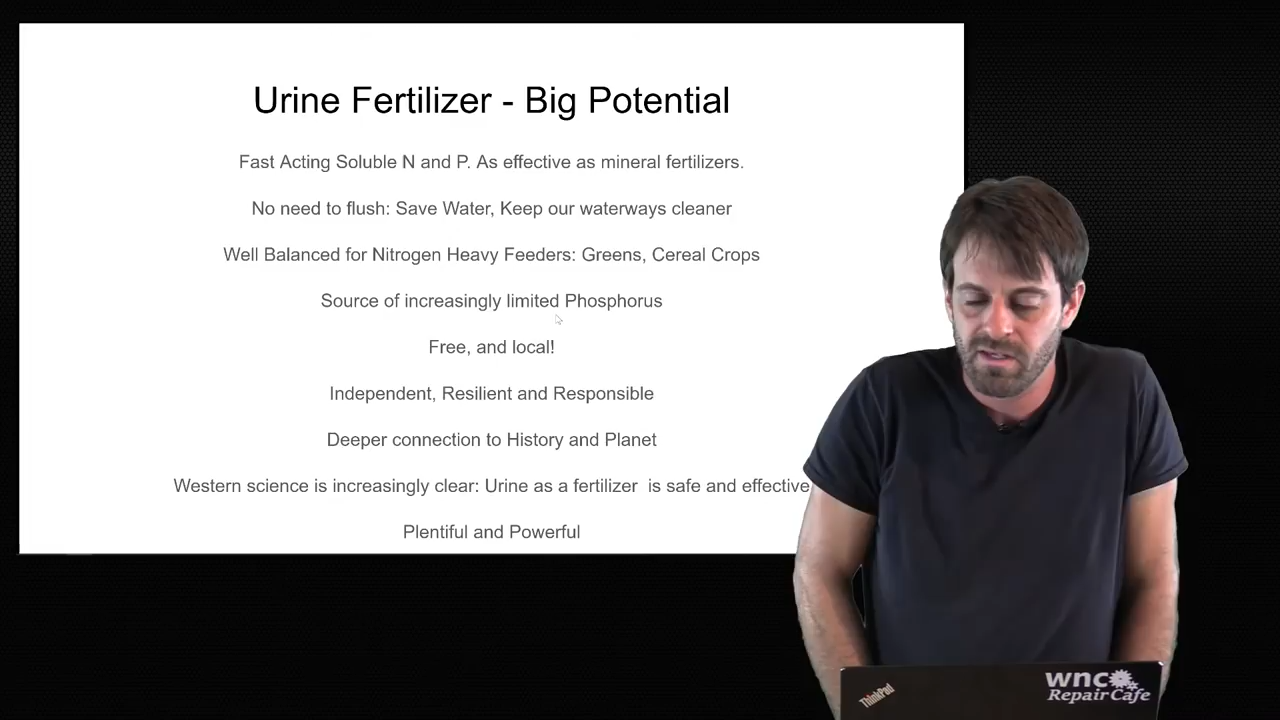 Urine Fertilizer - Big Potential
Fast Acting Soluble N and P. As effective as mineral fertilizers.
No need to flush: Save Water, Keep our waterways cleaner
Well Balanced for Nitrogen Heavy Feeders: Greens, Cereal Crops
Source of increasingly limited Phosphorus
Free, and local!
Independent, Resilient and Responsible
Deeper connection to History and Planet
Western science is increasingly clear: Urine as a fertilizer  is safe and effective
Plentiful and Powerful
ThinkPad
wnc
Repair Cafe